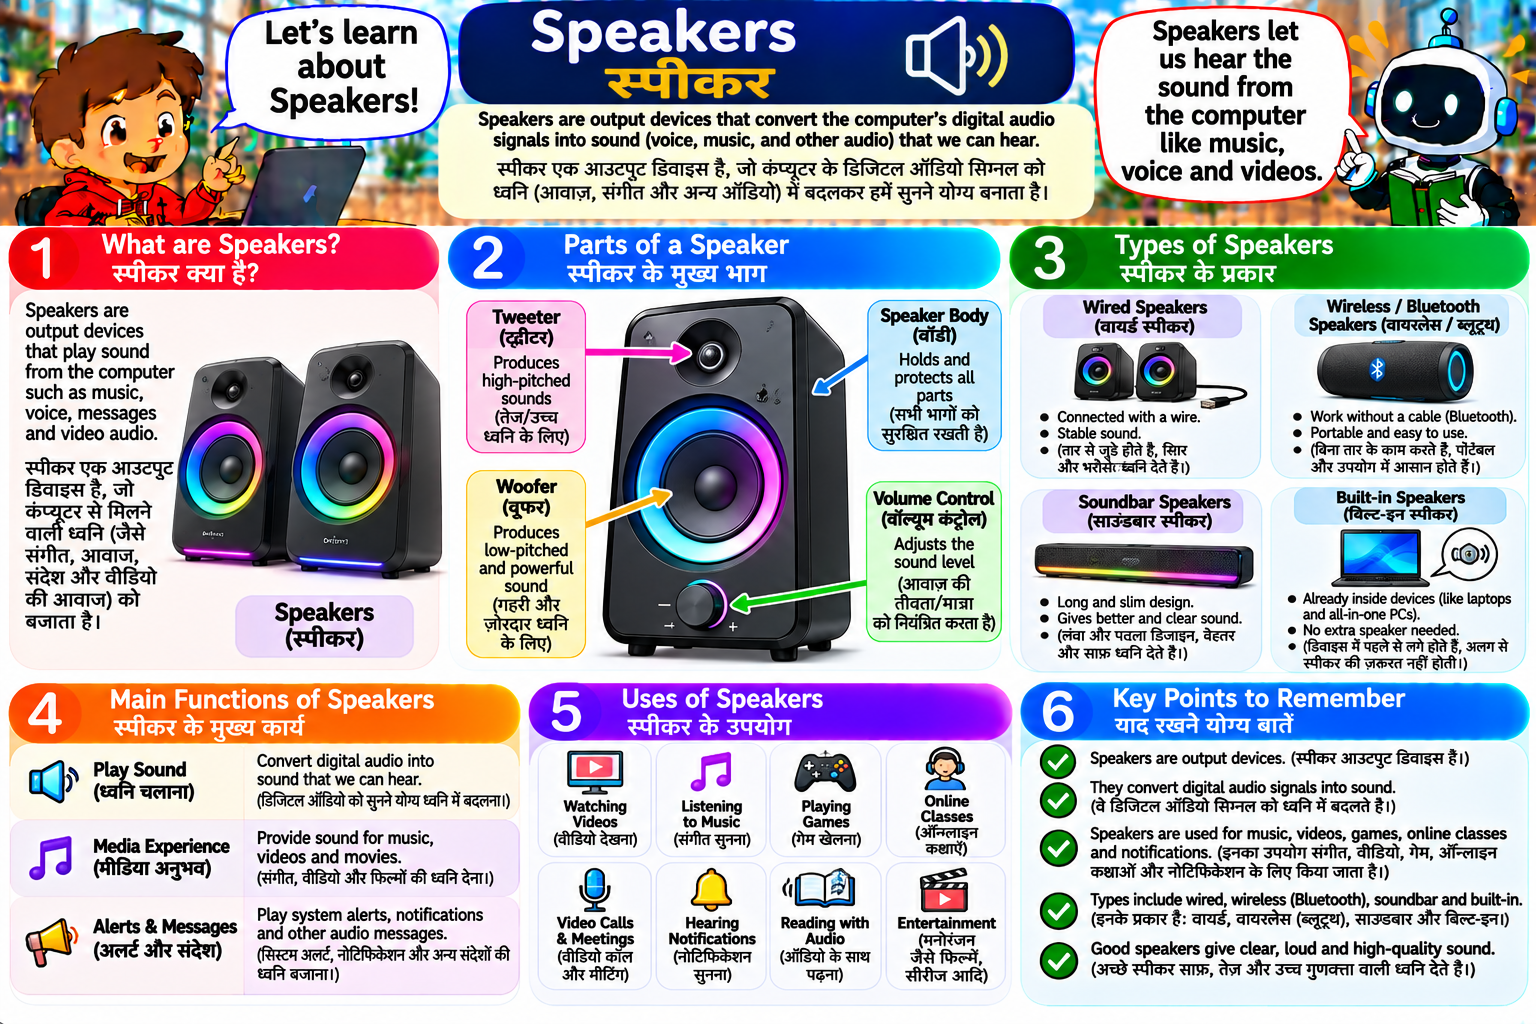 Let's learn
about
Speakers!
Speakers
स्पीकर
Speakers let
us hear the
sound from
the computer
like music,
voice and videos.
Speakers are output devices that convert the computer's digital audio
signals into sound (voice, music, and other audio) that we can hear.
स्पीकर एक आउटपुट डिवाइस है, जो कंप्यूटर के डिजिटल ऑडियो सिग्नल को
ध्वनि (आवाज़, संगीत और अन्य ऑडियो) में बदलकर हमें सुनने योग्य बनाता है।
1 What are Speakers?
स्पीकर क्या है?
Speakers are
output devices
that play sound
from the computer
such as music,
voice, messages
and video audio.
स्पीकर एक आउटपुट
डिवाइस है, जो
कंप्यूटर से मिलने
वाली ध्वनि (जैसे
संगीत, आवाज,
संदेश और वीडियो
की आवाज) को
बजाता है।
Speakers
(स्पीकर)
2 Parts of a Speaker
स्पीकर के मुख्य भाग
Tweeter
Produces
high-pitched
sounds
(तेज/उच्च
ध्वनि के लिए)
Woofer
(वुफर)
Produces
low-pitched
and powerful
sound
(गहरी और
ज़ोरदार ध्वनि
के लिए)
Speaker Body
(बॉडी)
Holds and
protects all
parts
(सभी भागों को
सुरक्षित रखती है)
Volume Control
(वॉल्यूम कंट्रोल)
Adjusts the
sound level
(आवाज़ की
तीवता/मात्रा
को नियंत्रित करता है)
3 Types of Speakers
स्पीकर के प्रकार
Wired Speakers
(वायर्ड स्पीकर)
• Connected with a wire.
• Stable sound.
• (तार से जुड़े होते है,
और ध्वनि देते है।)
Wireless / Bluetooth
Speakers (वायरलेस / ब्लूटूथ)
• Work without a cable (Bluetooth).
• Portable and easy to use.
• (बिना तार के काम करते हैं, पोर्टेबल
और उपयोग में आसान होते हैं।)
Soundbar Speakers
(साउंडबार स्पीकर)
• Long and slim design.
• Gives better and clear sound.
• (लंबा और डिजाइन, बेहतर
और साफ़ ध्वनि देते है।)
Built-in Speakers
(बिल्ट-इन स्पीकर)
• Already inside devices (like laptops
and all-in-one PCs).
• No extra speaker needed.
• (डिवाइस में पहले से लगे होते हैं, अलग से
स्पीकर की ज़रूरत नहीं होती।)
4 Main Functions of Speakers
स्पीकर के मुख्य कार्य
Play Sound
(ध्वनि चलाना)
Convert digital audio into
sound that we can hear.
(डिजिटल ऑडियो को सुनने योग्य ध्वनि में बदलना।)
Media Experience
(मीडिया अनुभव)
Provide sound for music,
videos and movies.
(संगीत, वीडियो और फिल्मों की ध्वनि देना।)
Alerts & Messages
(अलर्ट और संदेश)
Play system alerts, notifications
and other audio messages.
(सिस्टम अलर्ट, नोटिफिकेशन और अन्य संदेशों की
ध्वनि बजाना।)
5 Uses of Speakers
स्पीकर के उपयोग
Watching
Videos
(वीडियो देखना)
Listening
to Music
(संगीत सुनना)
Playing
Games
(गेम खेलना)
Online
Classes
(ऑनलाइन
कक्षाएँ)
Video Calls
& Meetings
(वीडियो कॉल
और मीटिंग)
Hearing
Notifications
(नोटिफिकेशन
सुनना)
Reading with
Audio
(ऑडियो के साथ
पढ़ना)
Entertainment
(मनोरंजन
जैसे फिल्में,
सीरीज आदि)
6 Key Points to Remember
याद रखने योग्य बातें
Speakers are output devices. (स्पीकर आउटपुट डिवाइस हैं।)
They convert digital audio signals into sound.
(वे डिजिटल ऑडियो सिग्नल को ध्वनि में बदलते है।)
Speakers are used for music, videos, games, online classes
and notifications. (इनका उपयोग संगीत, वीडियो, गेम, ऑनलाइन
कक्षाओं और नोटिफिकेशन के लिए किया जाता है।)
Types include wired, wireless (Bluetooth), soundbar and built-in.
(इनके प्रकार है: वायर्ड, वायरलेस (ब्लूटूथ), साउण्डबार और बिल्ट-इन।)
Good speakers give clear, loud and high-quality sound.
(अच्छे स्पीकर साफ़, तेज़ और उच्च गुणवत्ता वाली ध्वनि देते है।)